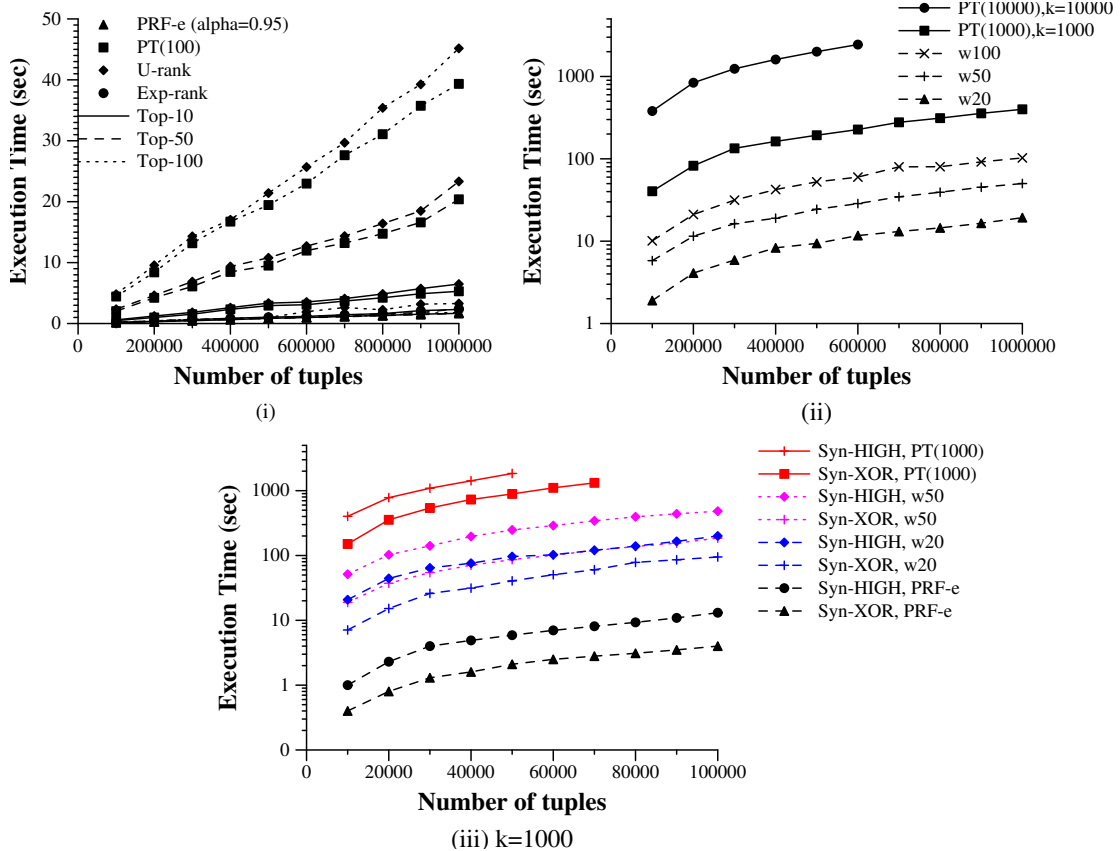 PRF-e (alpha=0.95)
PT(100)
U-rank
Exp-rank
Top-10
Top-50
Top-100
50
40
30
20
10
0
Execution Time (sec)
0 200000 400000 600000 800000 1000000
Number of tuples
(i)
PT(10000),k=10000
PT(1000),k=1000
w100
w50
w20
1000
100
10
1
Execution Time (sec)
0 200000 400000 600000 800000 1000000
Number of tuples
(ii)
Syn-HIGH, PT(1000)
Syn-XOR, PT(1000)
Syn-HIGH, w50
Syn-XOR, w50
Syn-HIGH, w20
Syn-XOR, w20
Syn-HIGH, PRF-e
Syn-XOR, PRF-e
1000
100
10
1
0
Execution Time (sec)
0 20000 40000 60000 80000 100000
Number of tuples
(iii) k=1000